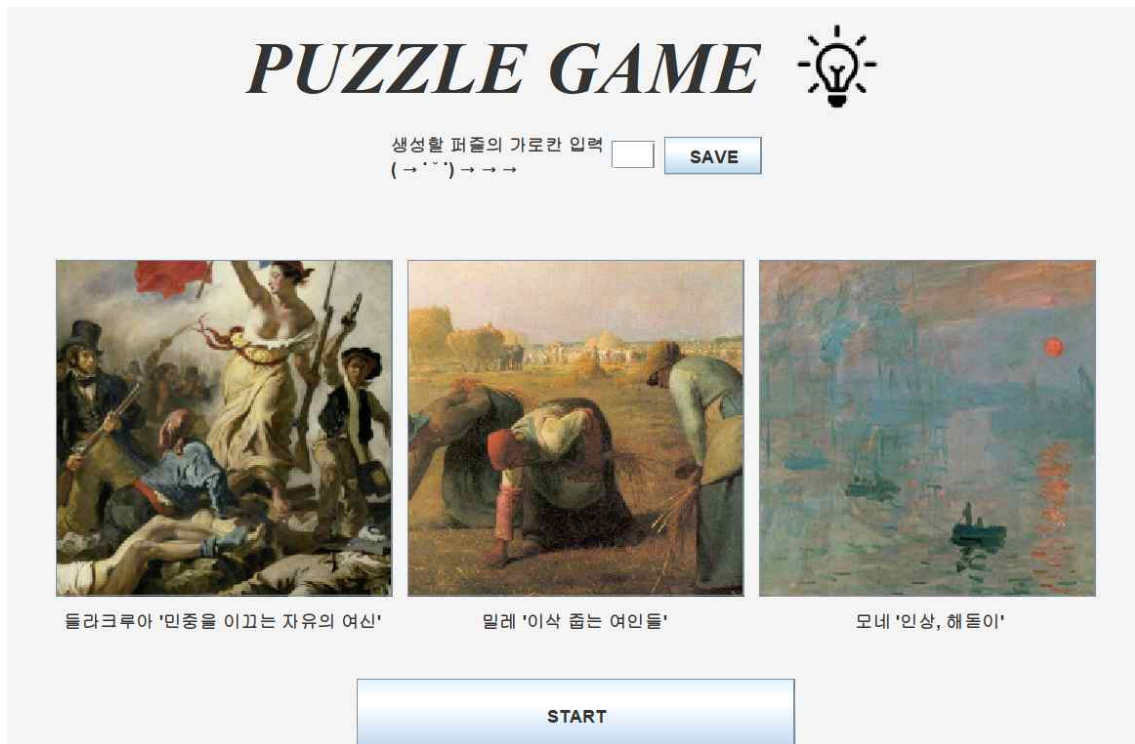 PUZZLE GAME
생성할 퍼즐의 가로칸 입력
( → ˙ ˘ ˙) → → →
SAVE
들라크루아 '민중을 이끄는 자유의 여신'
밀레 '이삭 줍는 여인들'
모네 '인상, 해돋이'
START